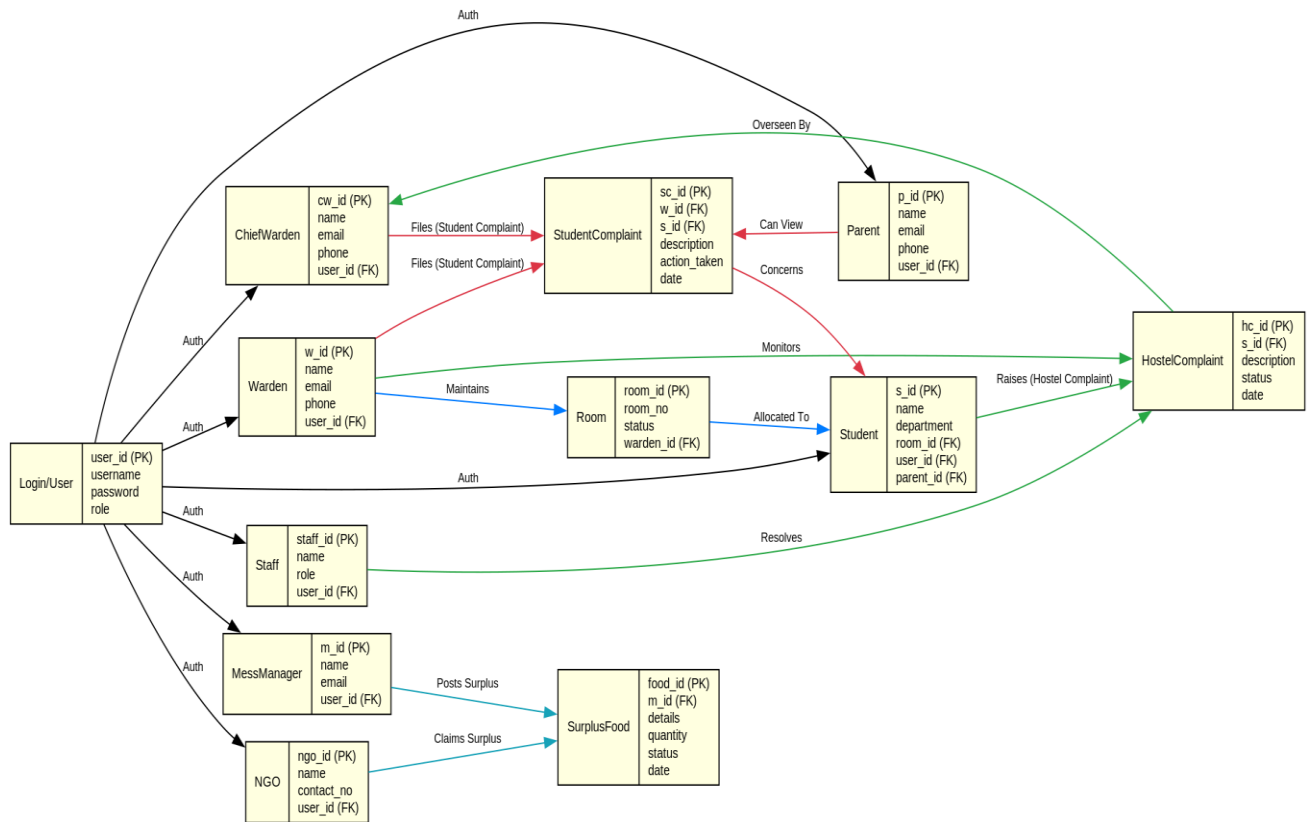 Auth
Overseen By
ChiefWarden
cw_id (PK)
name
email
phone
user_id (FK)
Files (Student Complaint)
Files (Student Complaint)
StudentComplaint
sc_id (PK)
w_id (FK)
s_id (FK)
description
action_taken
date
Can View
Concerns
Parent
p_id (PK)
name
email
phone
user_id (FK)
Auth
Warden
w_id (PK)
name
email
phone
user_id (FK)
Monitors
Maintains
Room
room_id (PK)
room_no
status
warden_id (FK)
Allocated To
Student
s_id (PK)
name
department
room_id (FK)
user_id (FK)
parent_id (FK)
Raises (Hostel Complaint)
HostelComplaint
hc_id (PK)
s_id (FK)
description
status
date
Auth
Login/User
user_id (PK)
username
password
role
Auth
Auth
Staff
staff_id (PK)
name
role
user_id (FK)
Resolves
Auth
MessManager
m_id (PK)
name
email
user_id (FK)
Posts Surplus
Auth
NGO
ngo_id (PK)
name
contact_no
user_id (FK)
Claims Surplus
SurplusFood
food_id (PK)
m_id (FK)
details
quantity
status
date